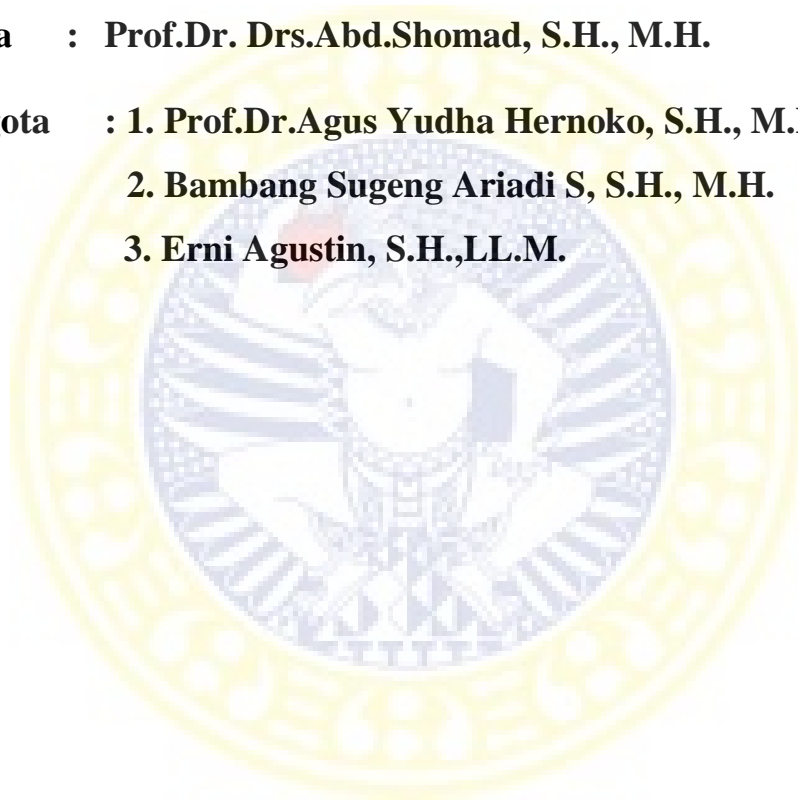 a : Prof.Dr. Drs.Abd.Shomad, S.H., M.H.
gota : 1. Prof.Dr.Agus Yudha Hernoko, S.H., M.
2. Bambang Sugeng Ariadi S, S.H., M.H.
3. Erni Agustin, S.H.,LL.M.